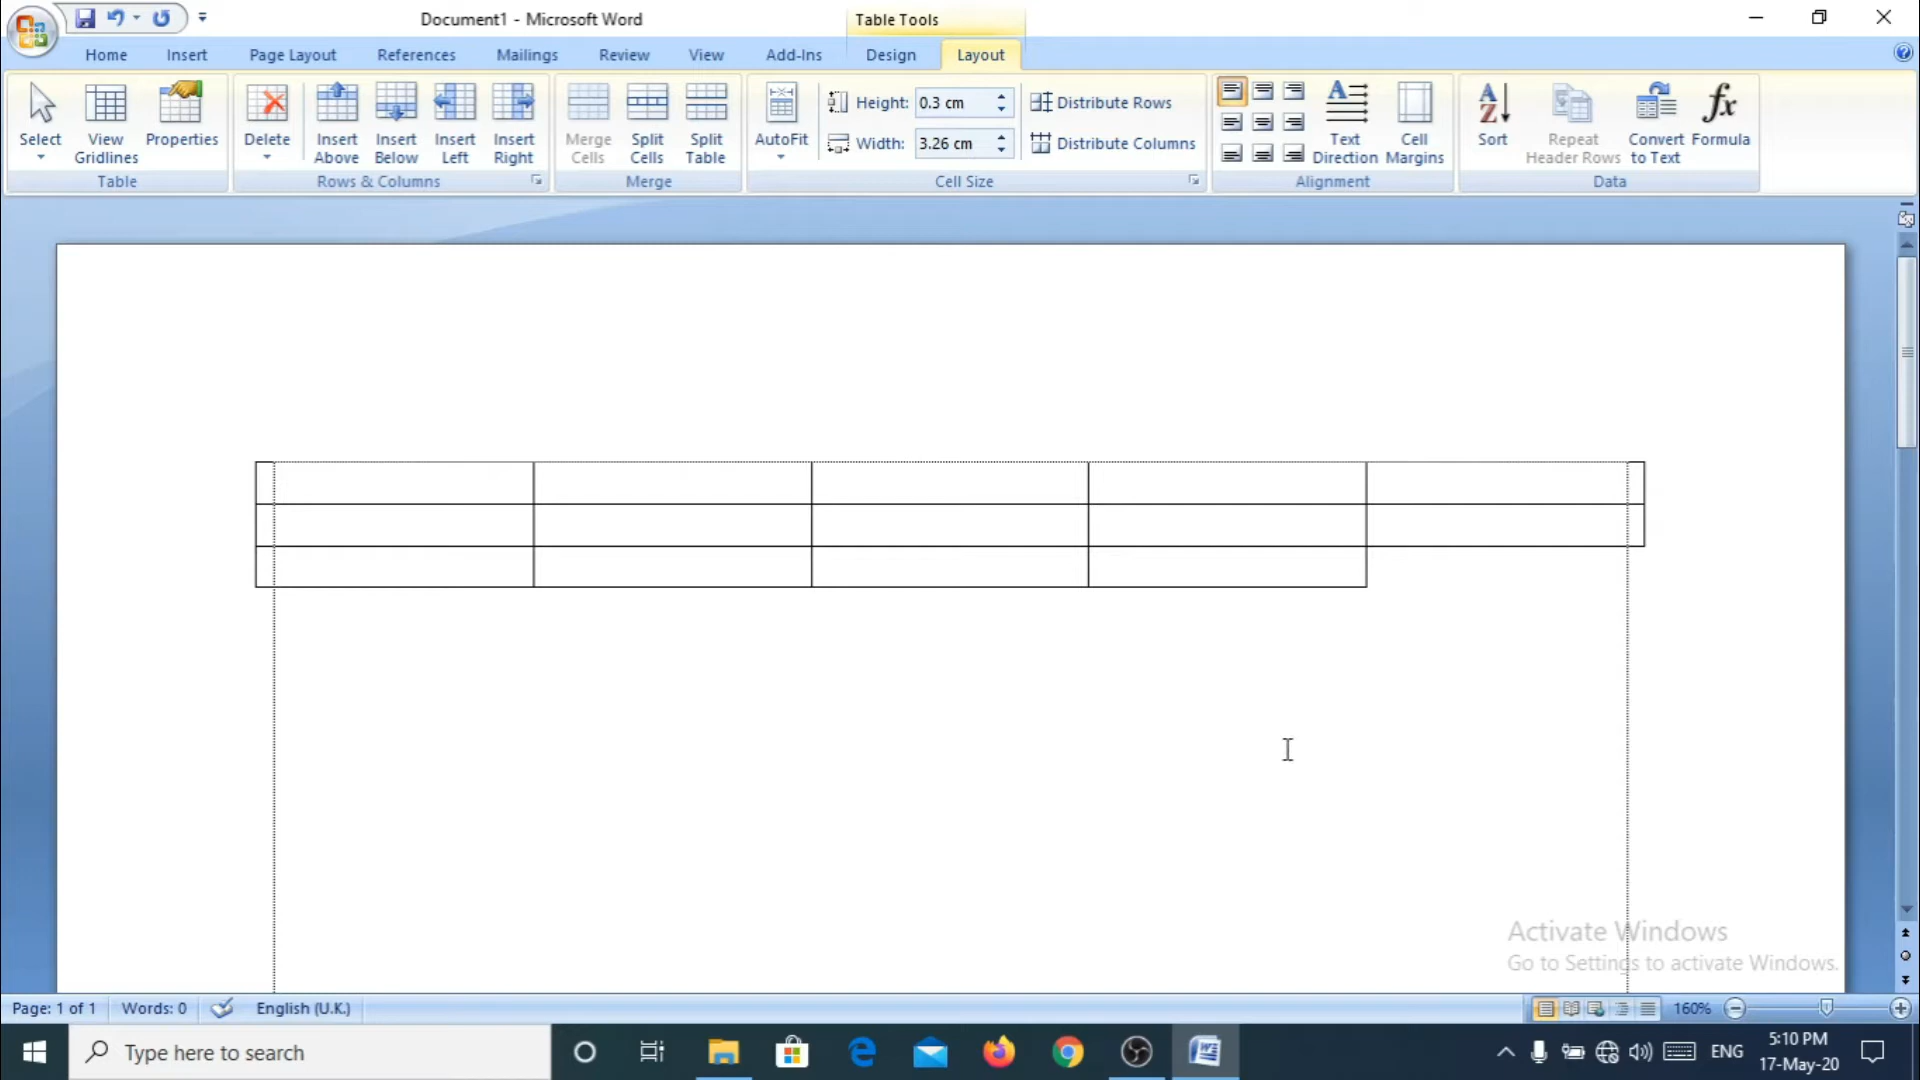 Document1 - Microsoft Word
Table Tools
Home Insert Page Layout References Mailings Review View Add-Ins Design Layout
Select
View Gridlines
Properties
Delete
Insert Above
Insert Below
Insert Left
Insert Right
Merge Cells
Split Cells
Split Table
AutoFit
Height: 0.3 cm
Width: 3.26 cm
Distribute Rows
Distribute Columns
Text Direction
Cell Margins
Sort
Repeat Header Rows
Convert to Text
Formula
Table Rows & Columns Merge Cell Size Alignment Data
Activate Windows
Go to Settings to activate Windows.
Page: 1 of 1 Words: 0 English (U.K.) 160%
Type here to search
ENG
5:10 PM
17-May-20